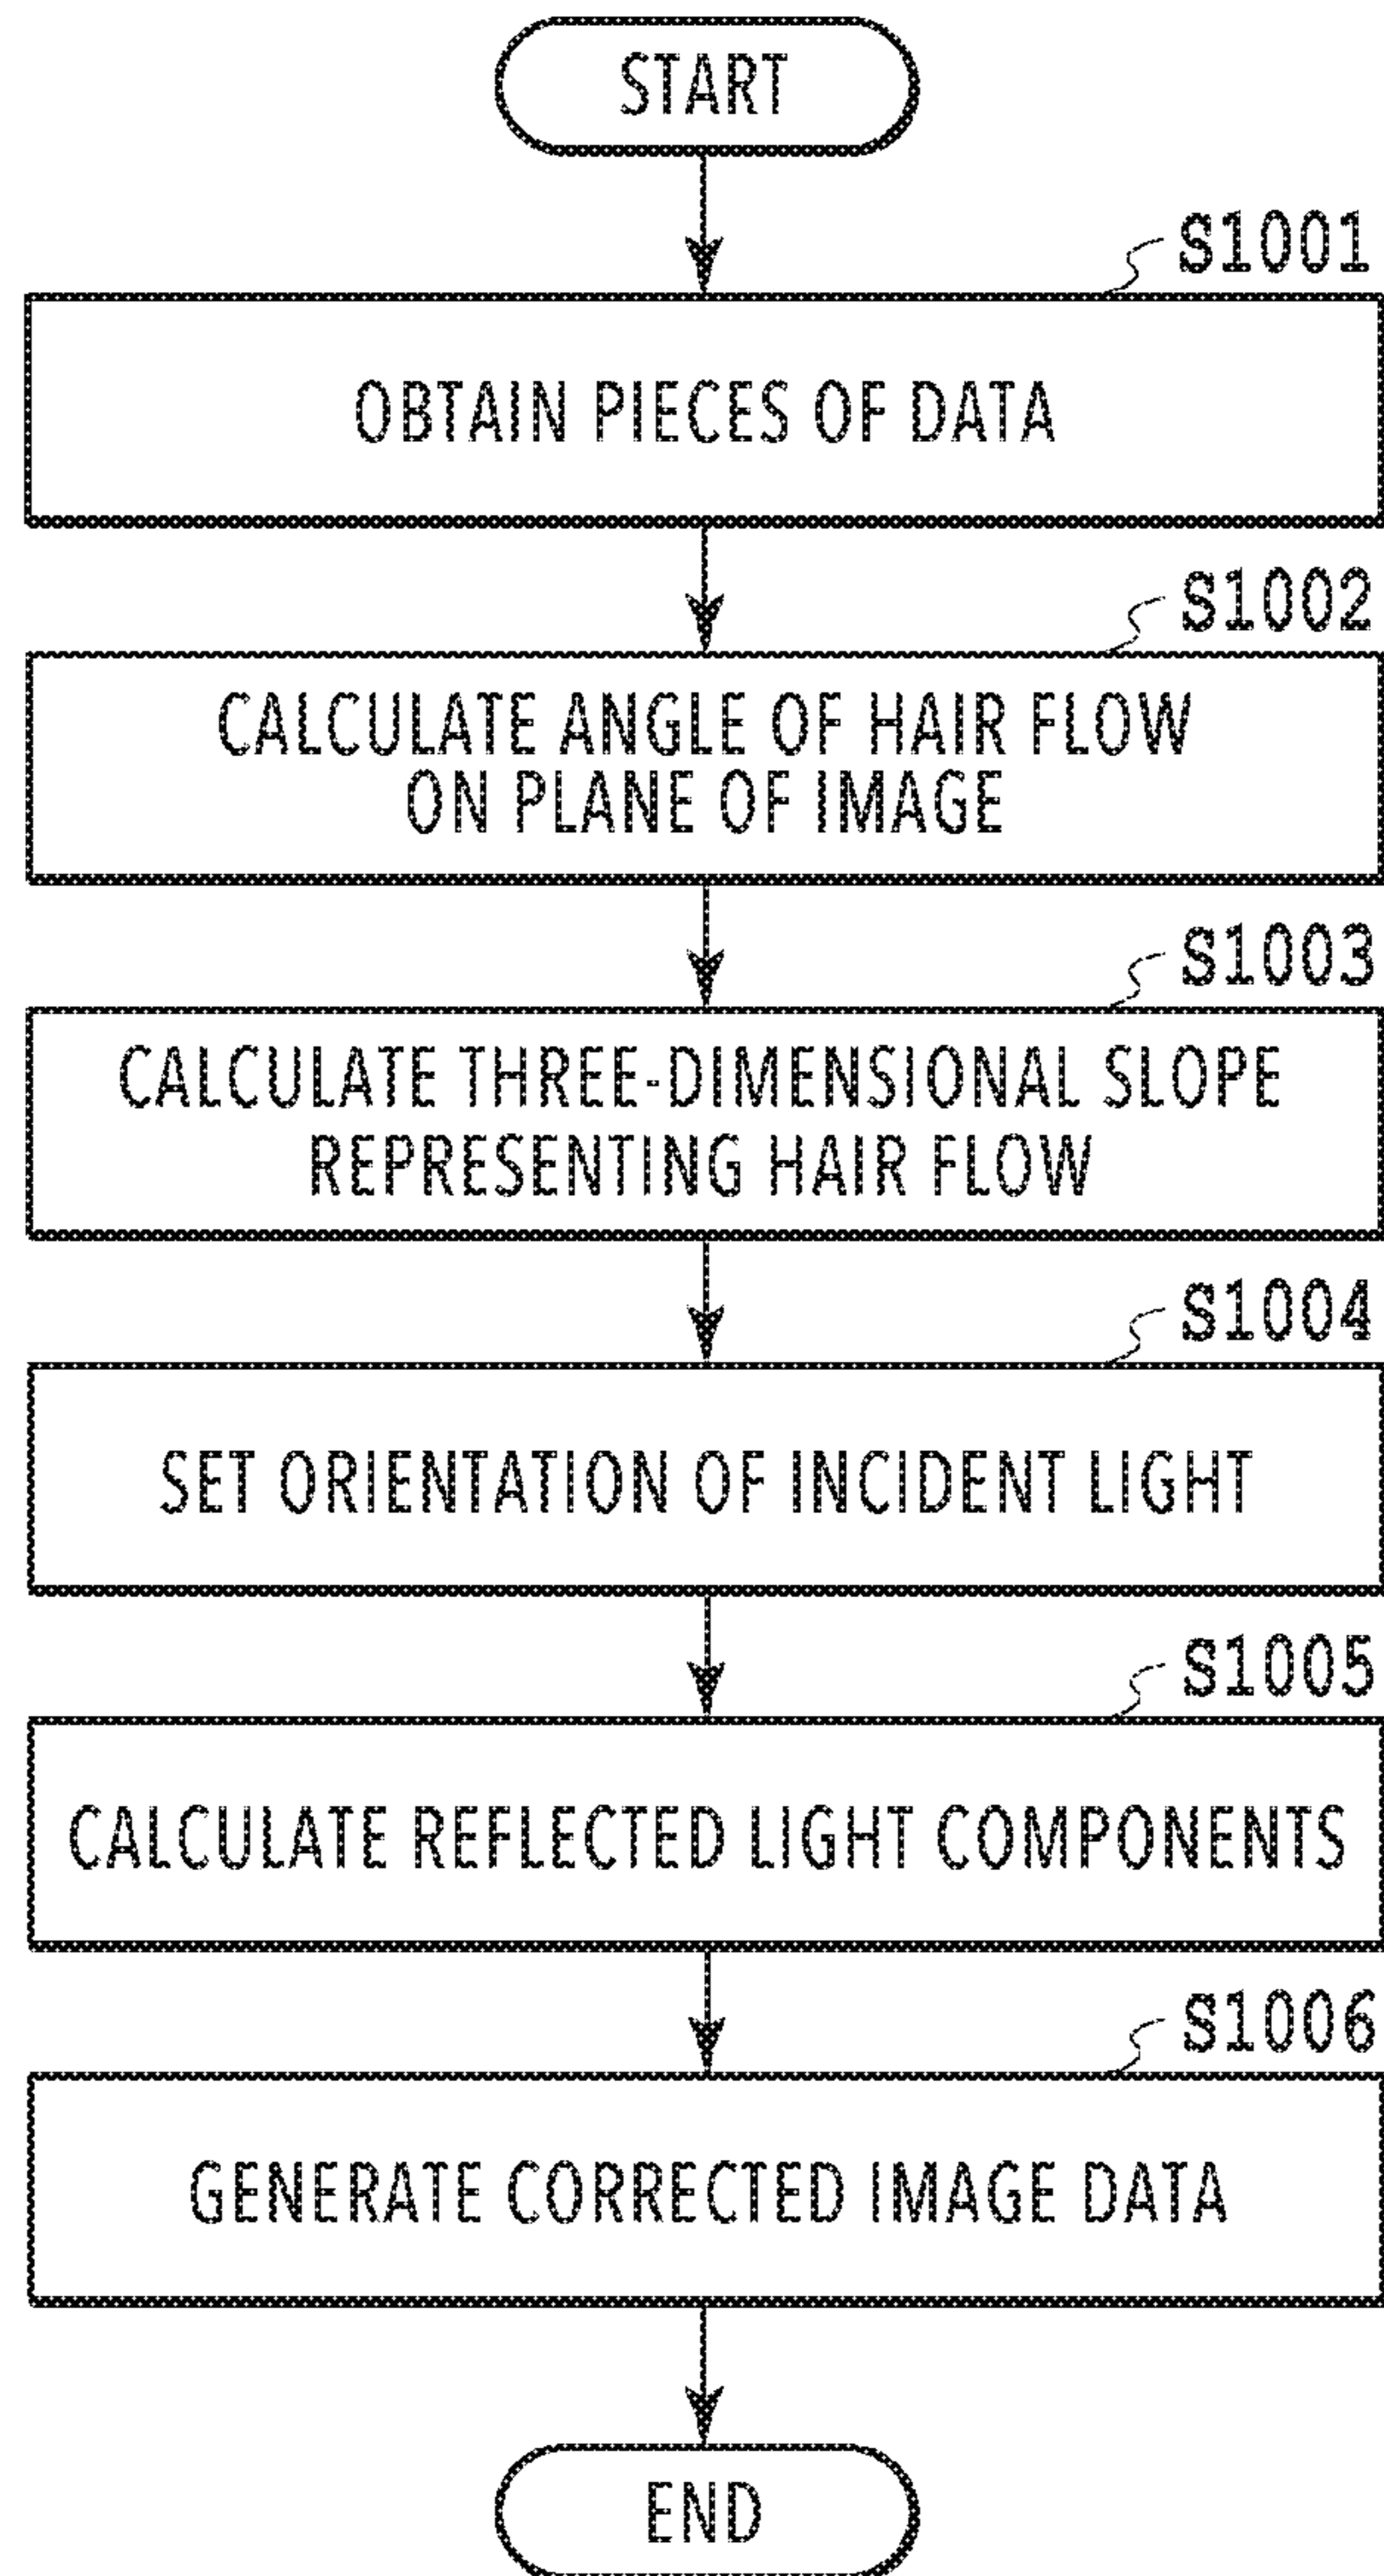 START
S1001
OBTAIN PIECES OF DATA
S1002
CALCULATE ANGLE OF HAIR FLOW
ON PLANE OF IMAGE
S1003
CALCULATE THREE-DIMENSIONAL SLOPE
REPRESENTING HAIR FLOW
S1004
SET ORIENTATION OF INCIDENT LIGHT
S1005
CALCULATE REFLECTED LIGHT COMPONENTS
S1006
GENERATE CORRECTED IMAGE DATA
END